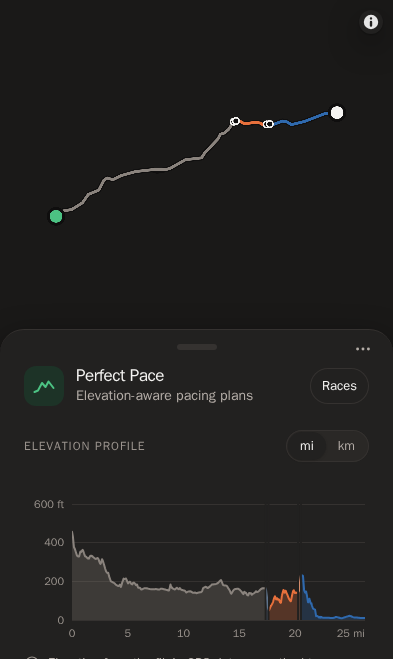 Perfect Pace
Elevation-aware pacing plans
Races
ELEVATION PROFILE
mi
km
600 ft
400
200
0
0
5
10
15
20
25 mi